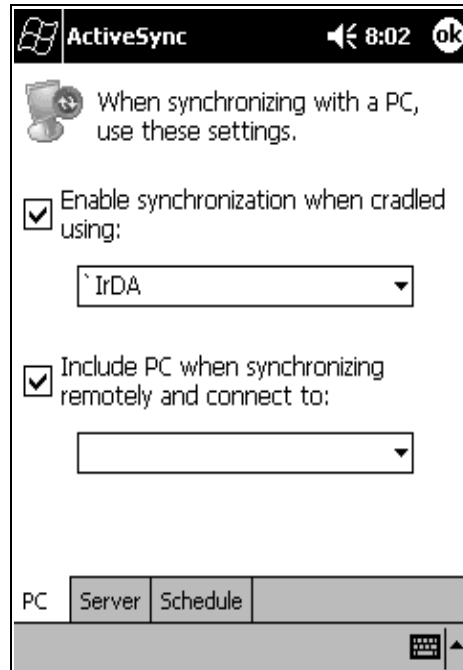 ActiveSync 8:02 ok
When synchronizing with a PC,
use these settings.
Enable synchronization when cradled
using:
` IrDA
Include PC when synchronizing
remotely and connect to:
PC Server Schedule